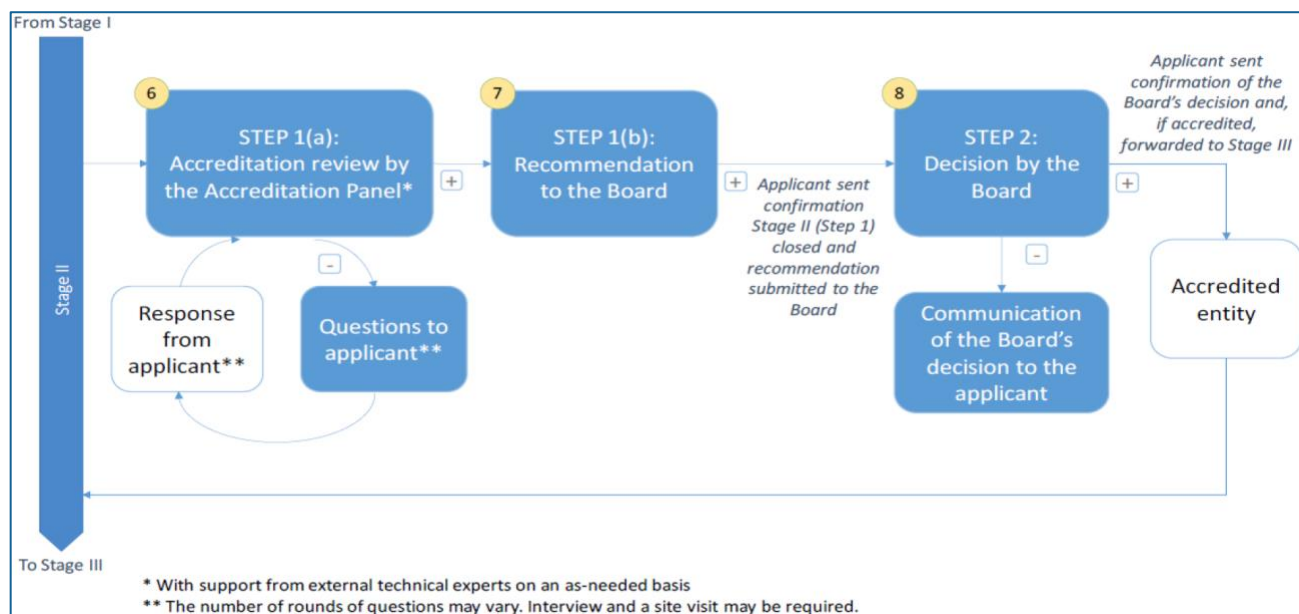 From Stage I
Stage II
To Stage III
6
STEP 1(a):
Accreditation review by
the Accreditation Panel*
+
-
Response
from
applicant**
Questions to
applicant**
7
STEP 1(b):
Recommendation
to the Board
+
Applicant sent
confirmation
Stage II (Step 1)
closed and
recommendation
submitted to the
Board
8
STEP 2:
Decision by the
Board
+
-
Communication
of the Board's
decision to the
applicant
Applicant sent
confirmation of the
Board's decision and,
if accredited,
forwarded to Stage III
Accredited
entity
* With support from external technical experts on an as-needed basis
** The number of rounds of questions may vary. Interview and a site visit may be required.